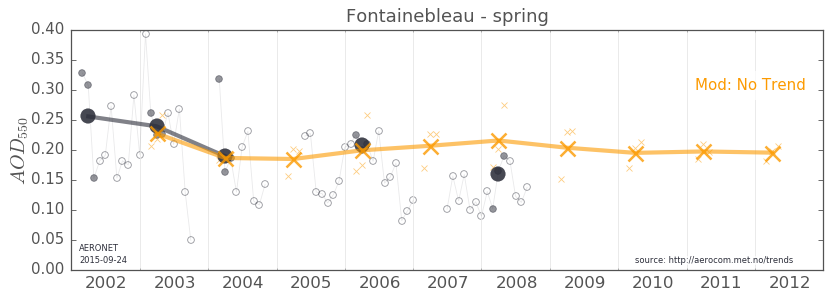 Fontainebleau - spring
0.40
0.35
0.30
0.25
0.20
0.15
0.10
0.05
0.00
AOD550
Mod: No Trend
AERONET
2015-09-24
source: http://aerocom.met.no/trends
2002 2003 2004 2005 2006 2007 2008 2009 2010 2011 2012